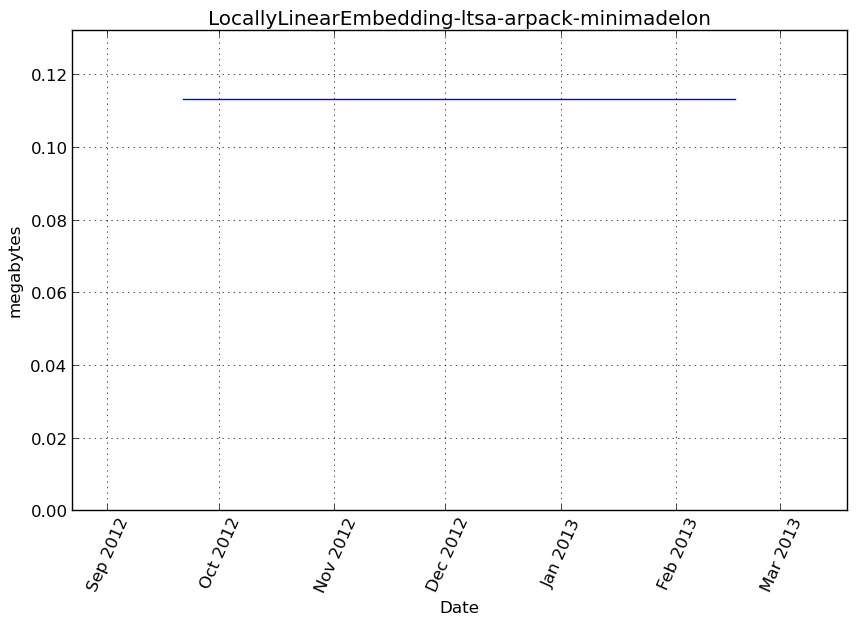 LocallyLinearEmbedding-ltsa-arpack-minimadelon
0.12
0.10
0.08
0.06
0.04
0.02
0.00
megabytes
Sep 2012
Oct 2012
Nov 2012
Dec 2012
Jan 2013
Feb 2013
Mar 2013
Date